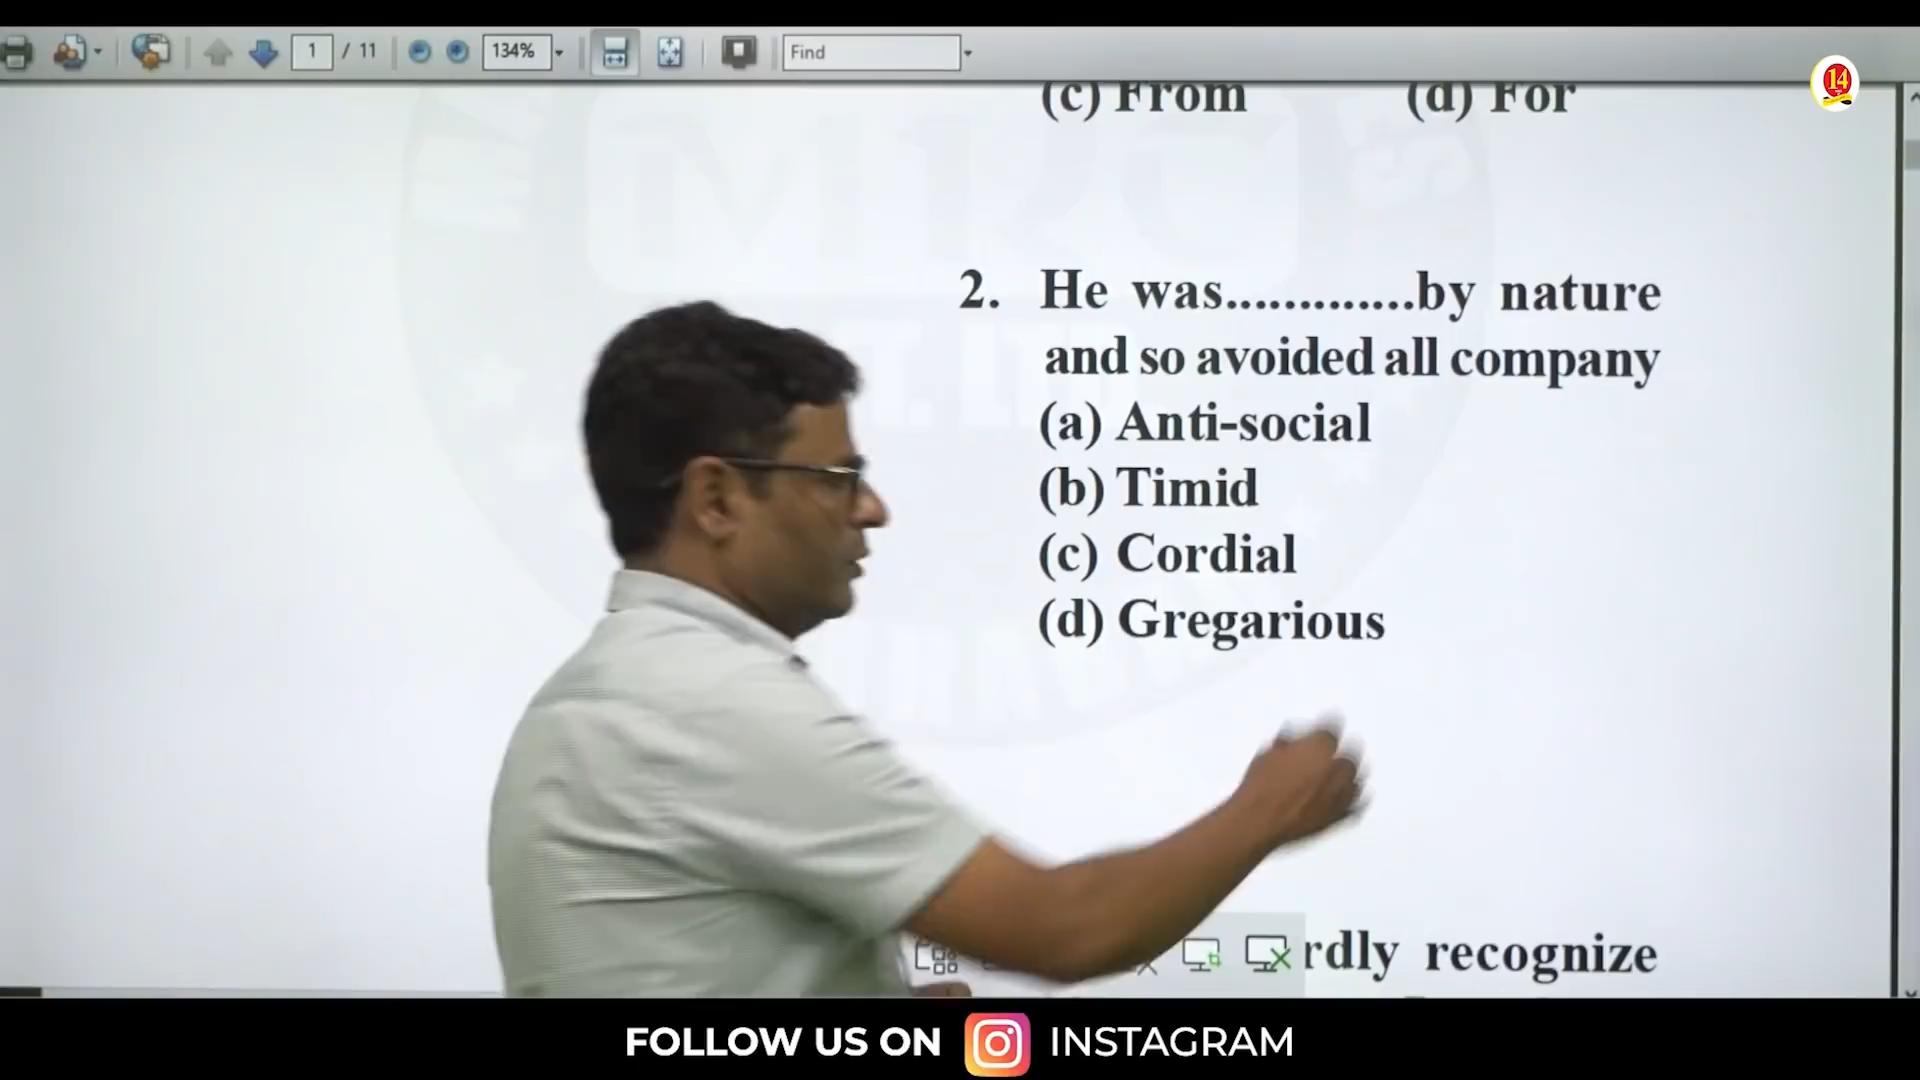 1 / 11
134%
Find
14
(c) From (d) For
2. He was.............by nature
and so avoided all company
(a) Anti-social
(b) Timid
(c) Cordial
(d) Gregarious
recognize
FOLLOW US ON INSTAGRAM